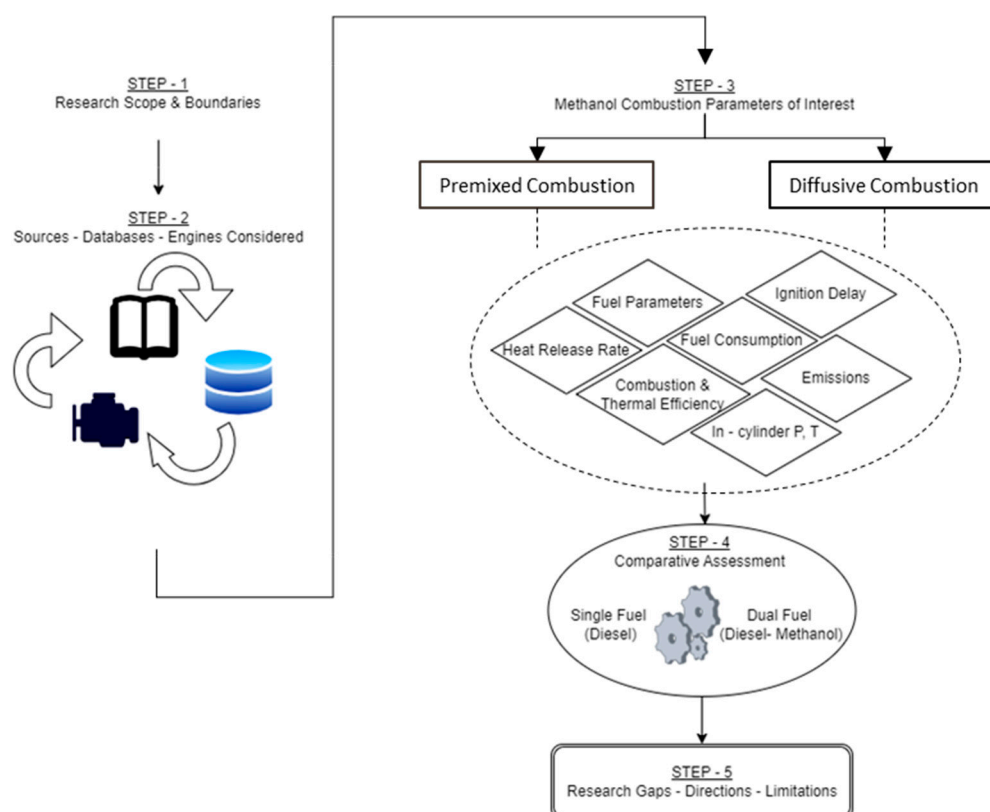 STEP - 1
Research Scope & Boundaries
STEP - 2
Sources - Databases - Engines Considered
STEP - 3
Methanol Combustion Parameters of Interest
Premixed Combustion
Diffusive Combustion
Fuel Parameters
Ignition Delay
Heat Release Rate
Fuel Consumption
Combustion &
Thermal Efficiency
Emissions
In - cylinder P, T
STEP - 4
Comparative Assessment
Single Fuel
(Diesel)
Dual Fuel
(Diesel- Methanol)
STEP - 5
Research Gaps - Directions - Limitations